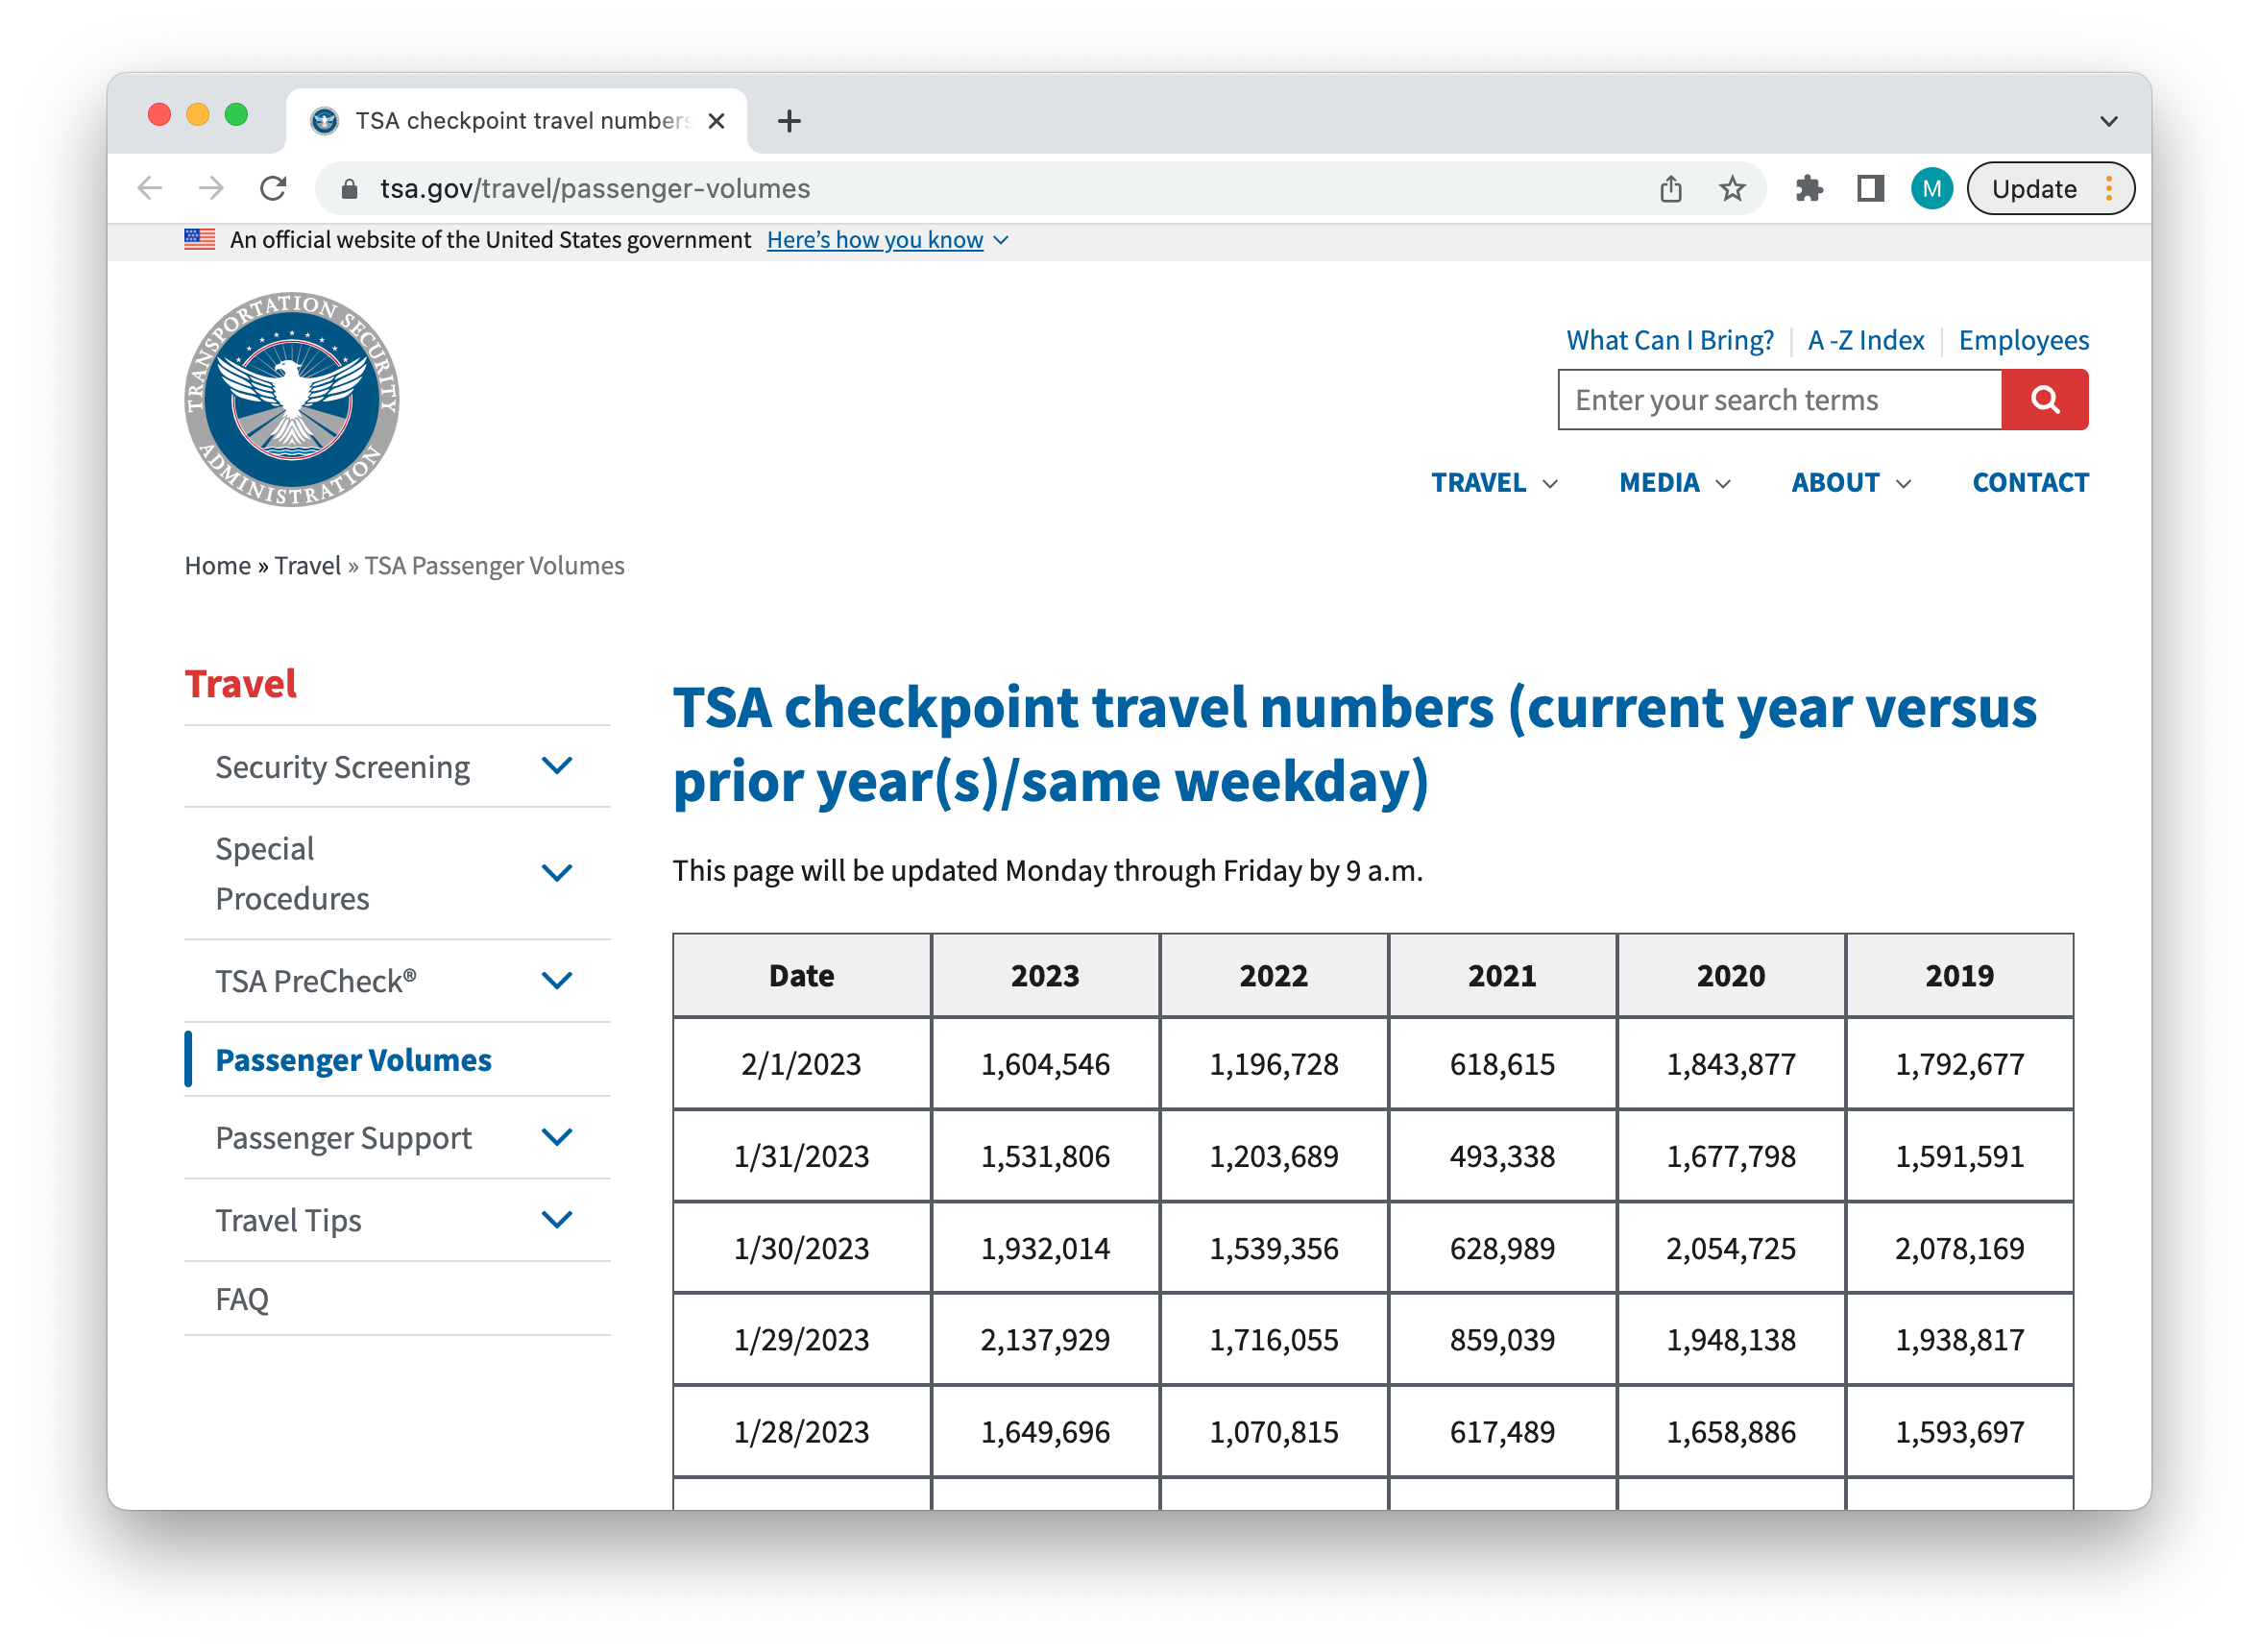 TSA checkpoint travel numbers
tsa.gov/travel/passenger-volumes
M
Update
An official website of the United States government Here’s how you know
TRANSPORTATION SECURITY
ADMINISTRATION
What Can I Bring? A -Z Index Employees
Enter your search terms
TRAVEL MEDIA ABOUT CONTACT
Home » Travel » TSA Passenger Volumes
Travel
Security Screening
Special
Procedures
TSA PreCheck®
Passenger Volumes
Passenger Support
Travel Tips
FAQ
TSA checkpoint travel numbers (current year versus
prior year(s)/same weekday)
This page will be updated Monday through Friday by 9 a.m.
Date 2023 2022 2021 2020 2019
2/1/2023 1,604,546 1,196,728 618,615 1,843,877 1,792,677
1/31/2023 1,531,806 1,203,689 493,338 1,677,798 1,591,591
1/30/2023 1,932,014 1,539,356 628,989 2,054,725 2,078,169
1/29/2023 2,137,929 1,716,055 859,039 1,948,138 1,938,817
1/28/2023 1,649,696 1,070,815 617,489 1,658,886 1,593,697